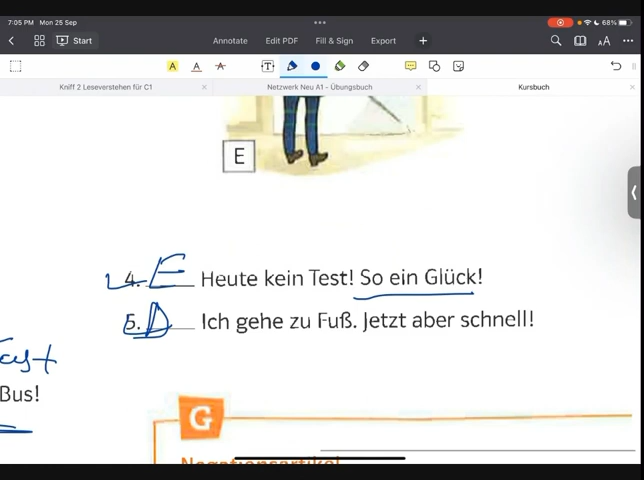 7:05 PM Mon 25 Sep
68%
Start
Annotate Edit PDF Fill & Sign Export
AA
A A A T
Kniff 2 Leseverstehen für C1 × Netzwerk Neu A1 - Übungsbuch × Kursbuch ×
E
4. E Heute kein Test! So ein Glück!
5. D Ich gehe zu Fuß. Jetzt aber schnell!
Bus!
G
Negationsartikel